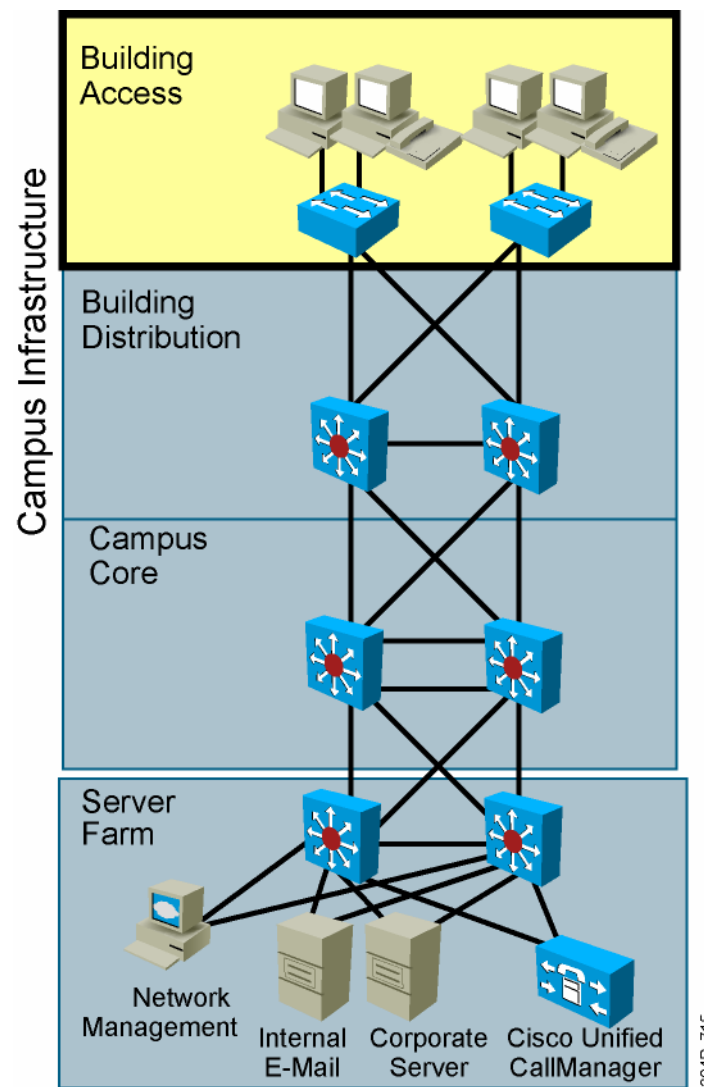 Campus Infrastructure
Building
Access
Building
Distribution
Campus
Core
Server
Farm
Network
Management
Internal
E-Mail
Corporate
Server
Cisco Unified
CallManager